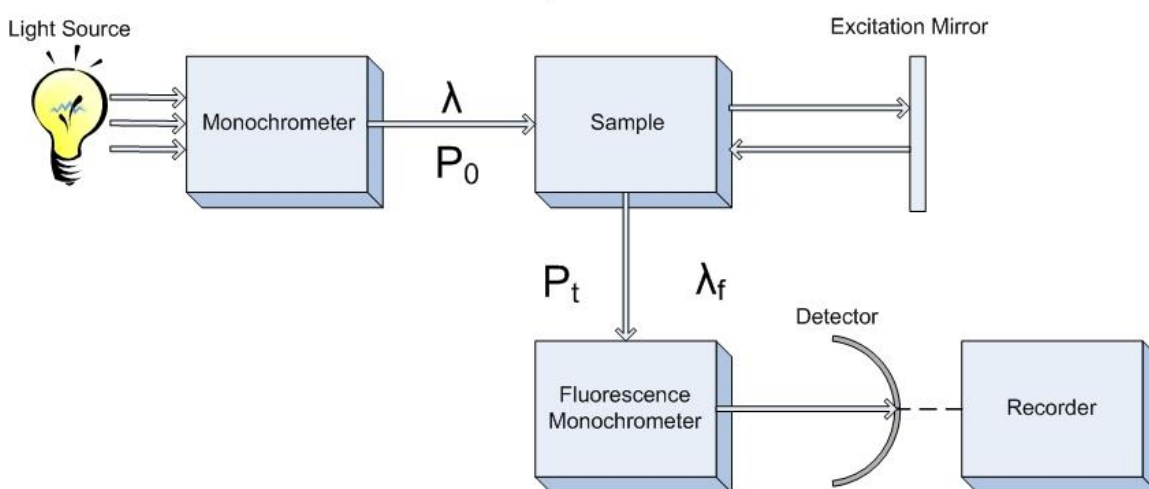 Light Source
Excitation Mirror
Monochrometer
λ
P₀
Sample
Pₜ
λf
Detector
Fluorescence
Monochrometer
Recorder